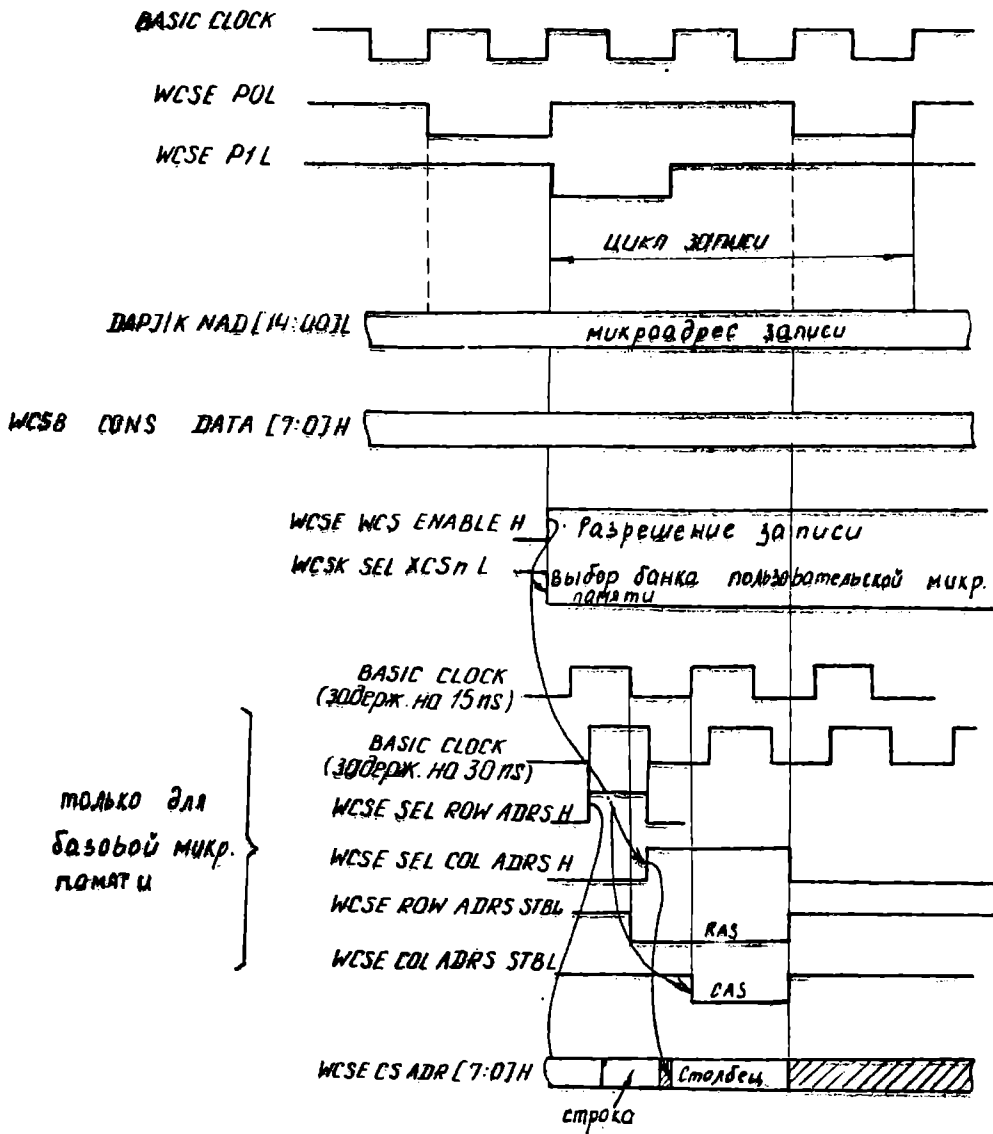 BASIC CLOCK
WCSE P0L
WCSE P1L
цикл записи
DAPJ/K NAD [14:00]L
микроадрес записи
WCSB CONS DATA [7:0]H
WCSE WCS ENABLE H
Разрешение записи
WCSK SEL XCSn L
выбор банка пользовательской микр.
памяти
BASIC CLOCK
(задерж. на 15 ns)
BASIC CLOCK
(задерж. на 30 ns)
только для
базовой микр.
памяти
WCSE SEL ROW ADRS H
WCSE SEL COL ADRS H
WCSE ROW ADRS STBL
RAS
WCSE COL ADRS STBL
CAS
WCSE CS ADR [7:0]H
Столбец
строка